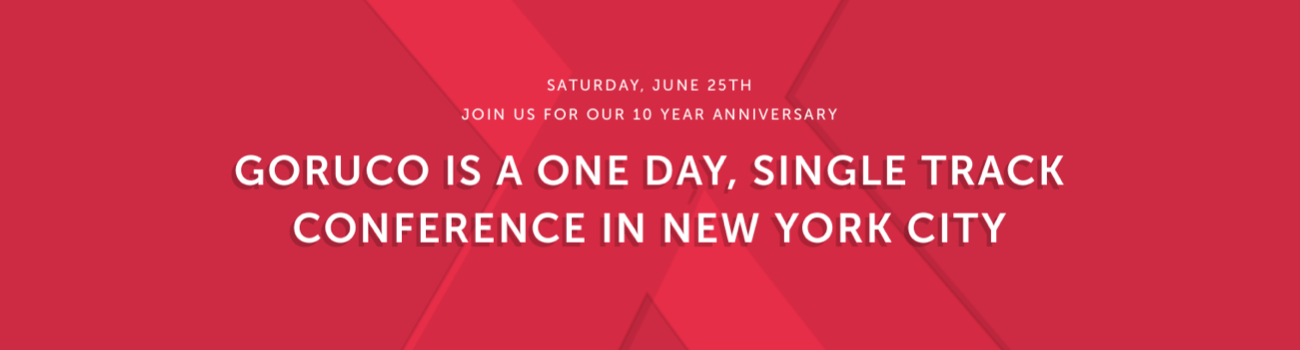 SATURDAY, JUNE 25TH
JOIN US FOR OUR 10 YEAR ANNIVERSARY
GORUCO IS A ONE DAY, SINGLE TRACK
CONFERENCE IN NEW YORK CITY